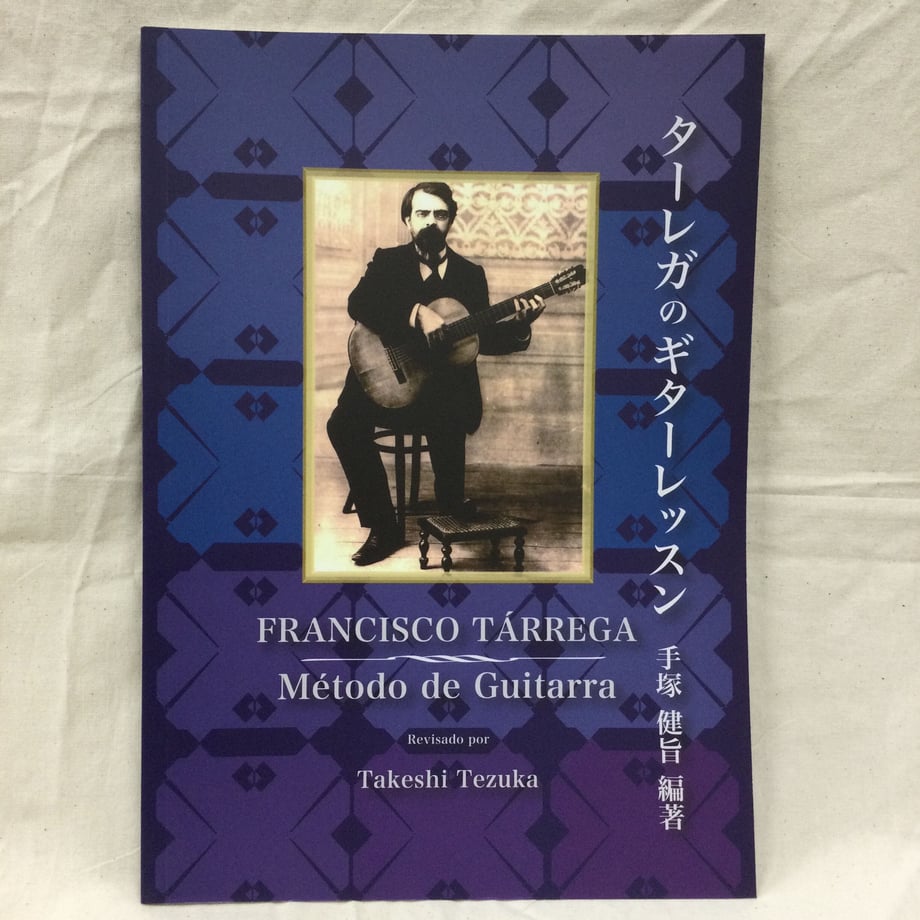 ターレガのギターレッスン
手塚 健旨 編著
FRANCISCO TÁRREGA
Método de Guitarra
Revisado por
Takeshi Tezuka